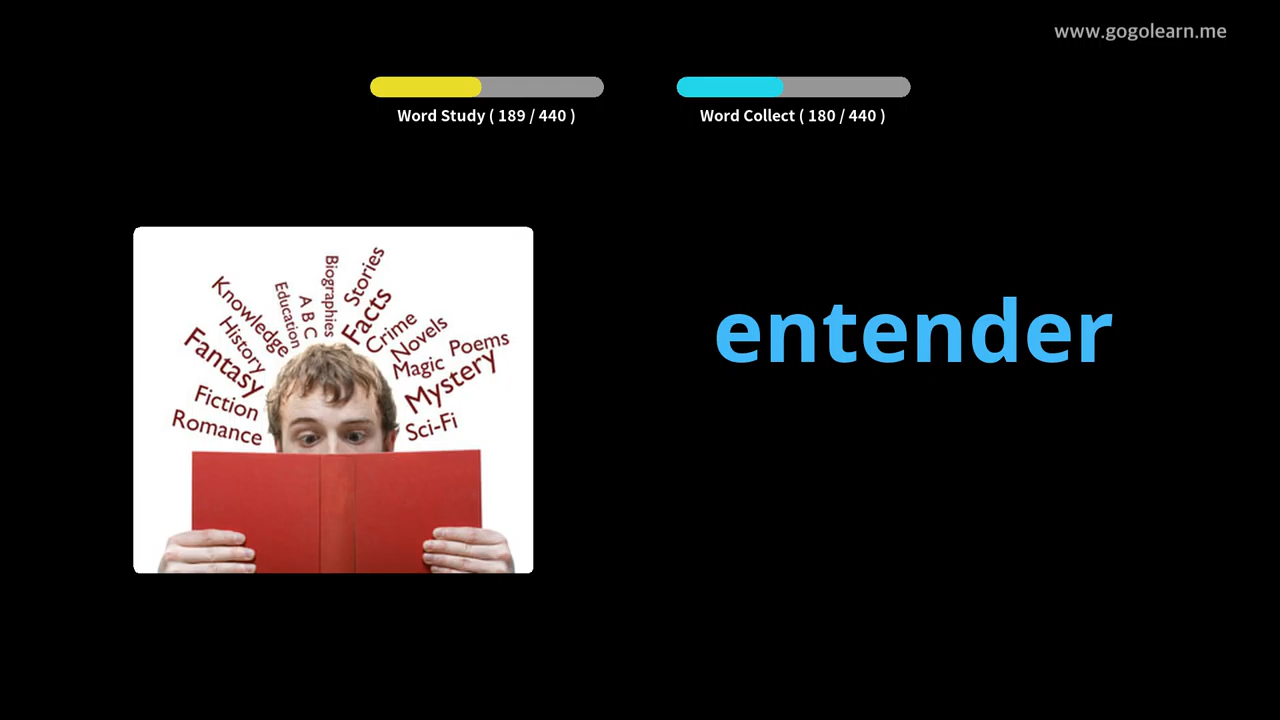 www.gogolearn.me
Word Study ( 189 / 440 )
Word Collect ( 180 / 440 )
Biographies
Stories
Education
A B C
Facts
Knowledge
Crime
History
Novels
Fantasy
Magic
Poems
Mystery
Fiction
Romance
Sci-Fi
entender